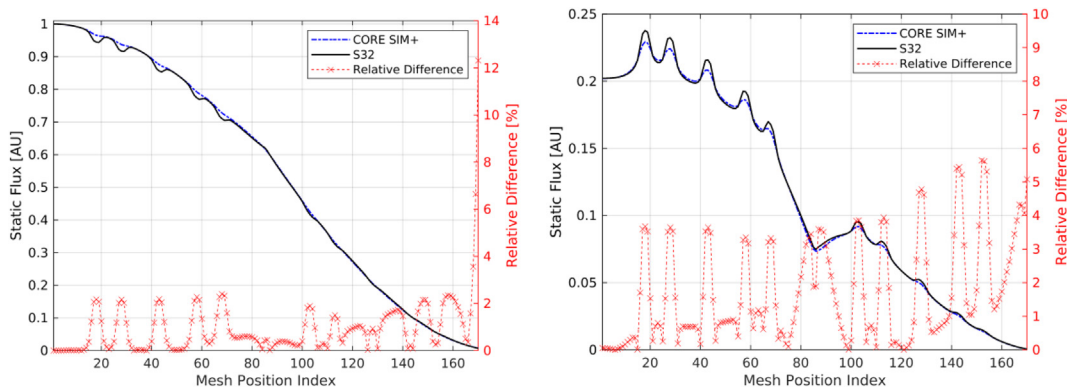 1
0.9
0.8
0.7
0.6
0.5
0.4
0.3
0.2
0.1
0
Static Flux [AU]
20 40 60 80 100 120 140 160
Mesh Position Index
14
12
10
8
6
4
2
0
Relative Difference [%]
CORE SIM+
S32
Relative Difference
0.25
0.2
0.15
0.1
0.05
0
Static Flux [AU]
20 40 60 80 100 120 140 160
Mesh Position Index
10
9
8
7
6
5
4
3
2
1
0
Relative Difference [%]
CORE SIM+
S32
Relative Difference